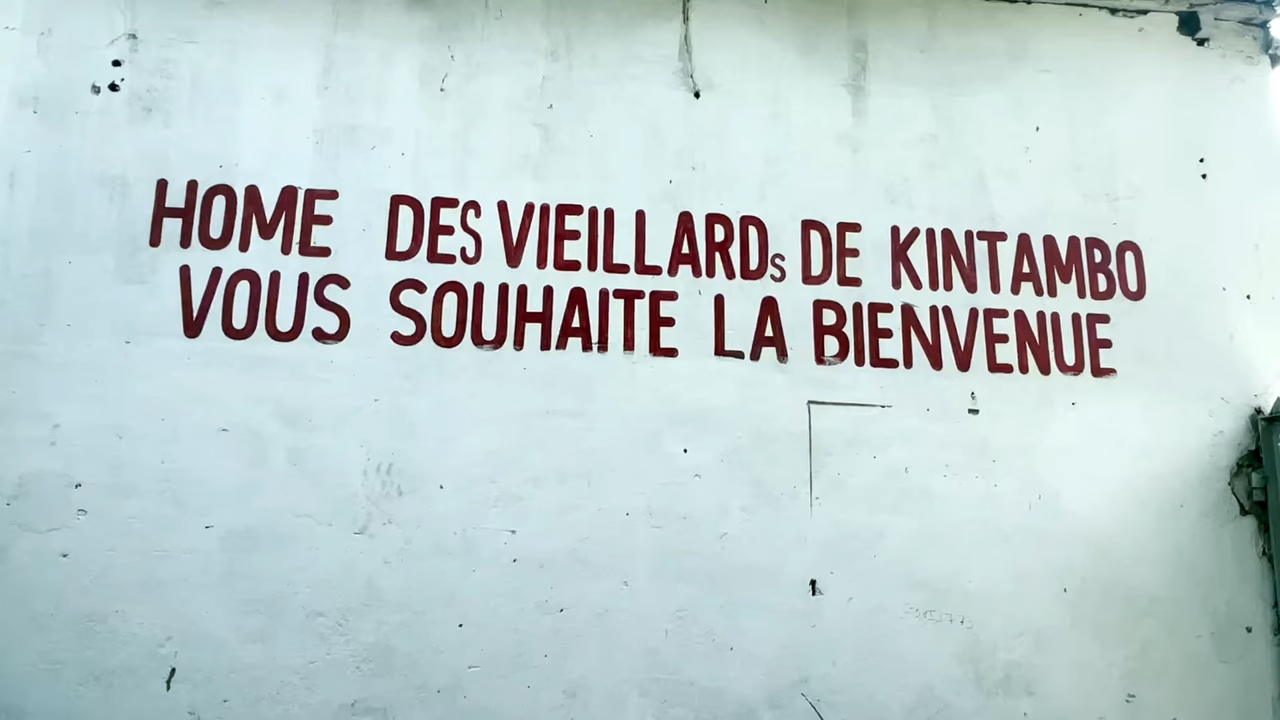 HOME DES VIEILLARDs DE KINTAMBO
VOUS SOUHAITE LA BIENVENUE